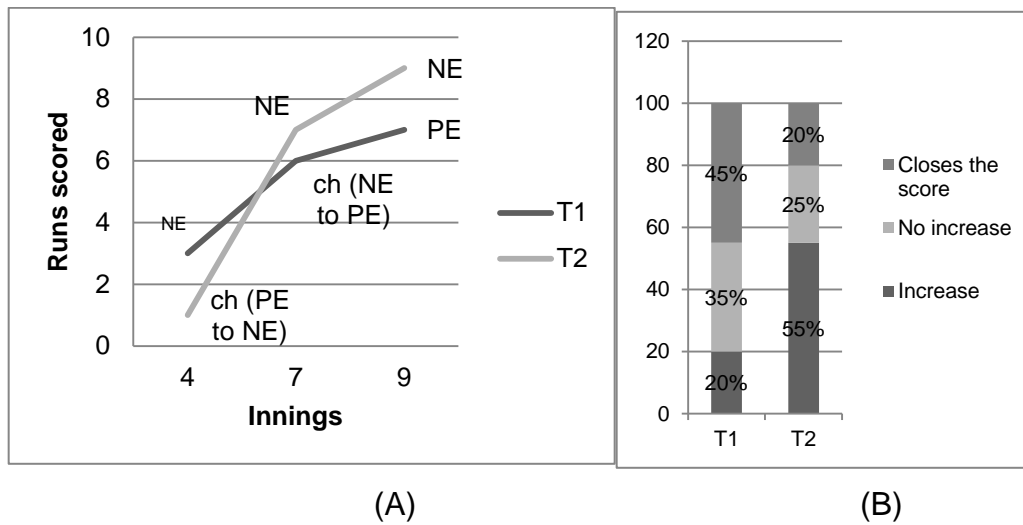 10
8
6
4
2
0
Runs scored
NE
NE
NE
PE
ch (NE
to PE)
ch (PE
to NE)
4 7 9
Innings
T1
T2
(A)
120
100
80
60
40
20
0
45%
35%
20%
20%
25%
55%
T1 T2
Closes the
score
No increase
Increase
(B)